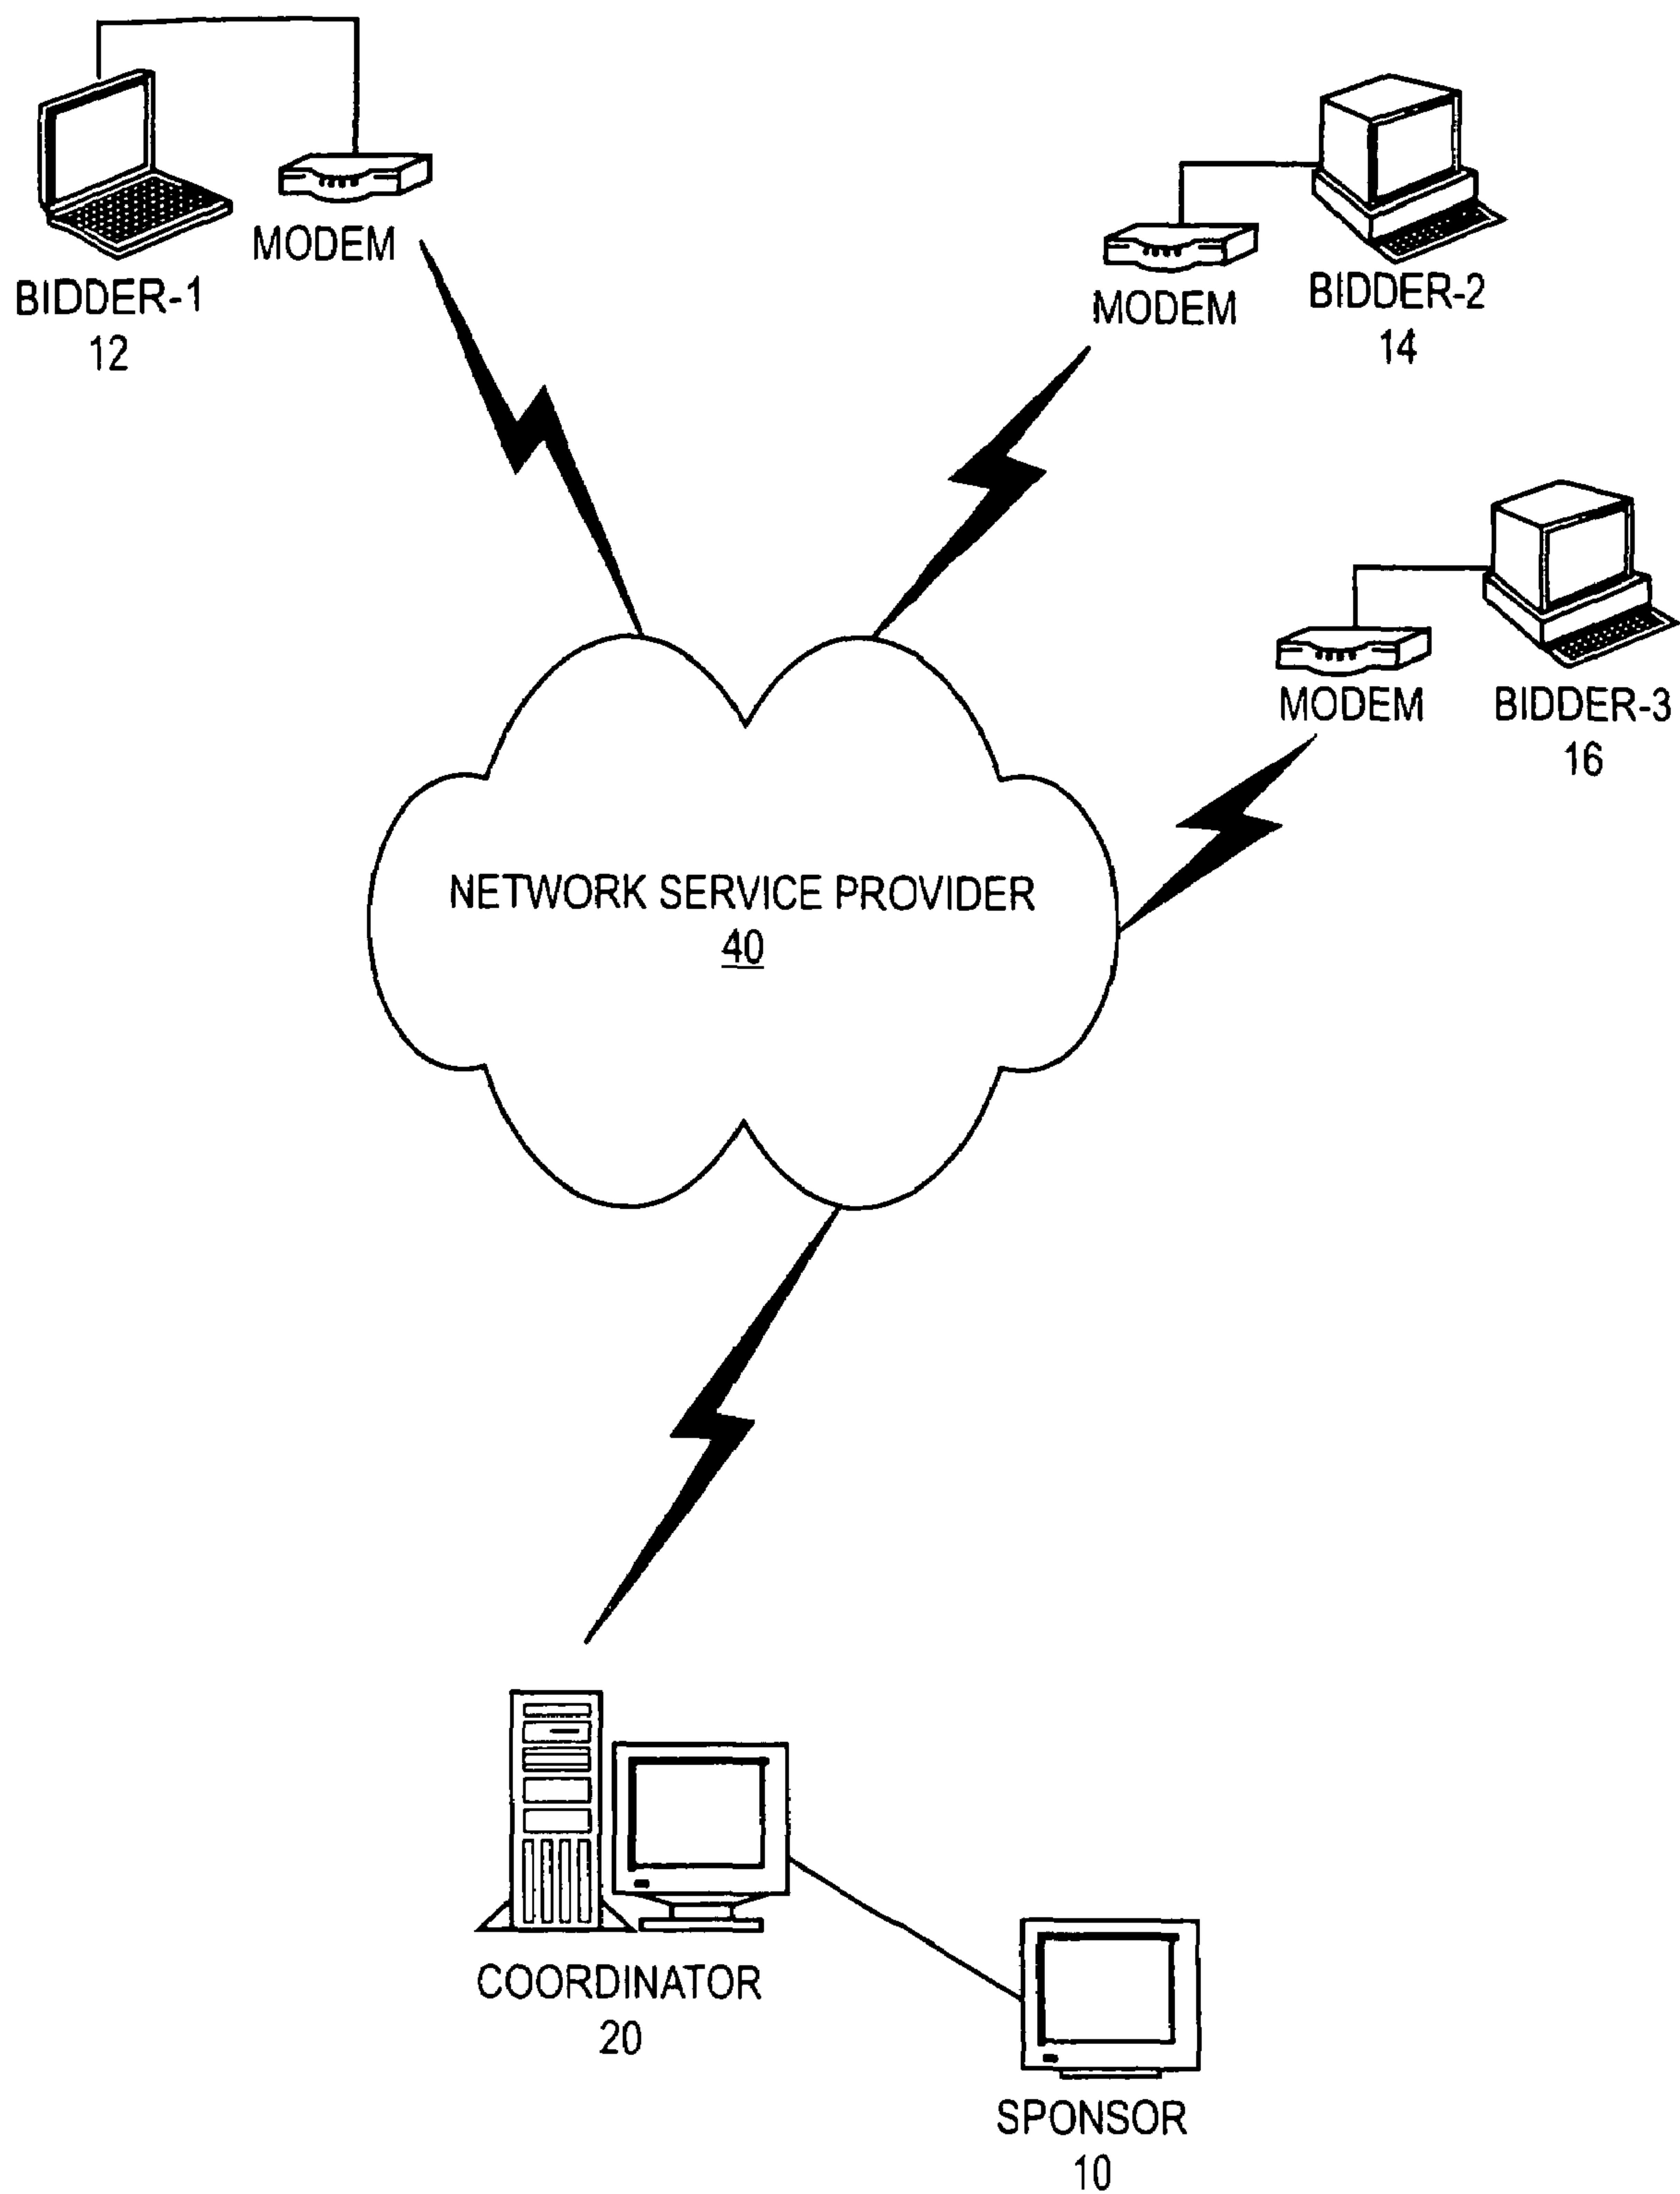 MODEM
BIDDER-1
12
MODEM
BIDDER-2
14
MODEM
BIDDER-3
16
NETWORK SERVICE PROVIDER
40
COORDINATOR
20
SPONSOR
10